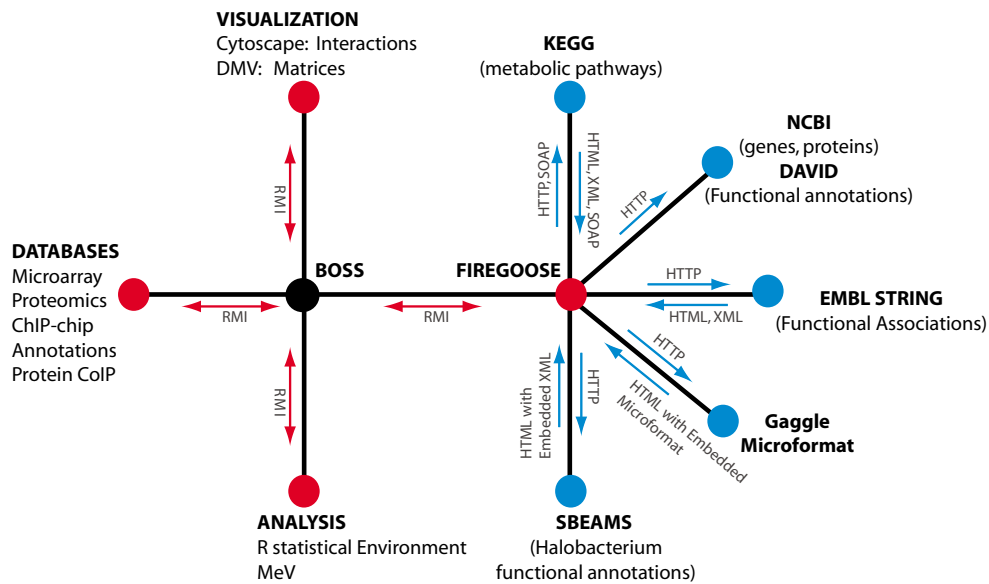 VISUALIZATION
Cytoscape: Interactions
DMV: Matrices
KEGG
(metabolic pathways)
NCBI
(genes, proteins)
DAVID
(Functional annotations)
HTTP,SOAP
HTML, XML, SOAP
HTTP
RMI
DATABASES
Microarray
Proteomics
ChIP-chip
Annotations
Protein CoIP
BOSS
FIREGOOSE
RMI
RMI
HTTP
HTML, XML
EMBL STRING
(Functional Associations)
RMI
HTML with
Embedded XML
HTTP
HTTP
HTML with Embedded
Microformat
Gaggle
Microformat
ANALYSIS
R statistical Environment
MeV
SBEAMS
(Halobacterium
functional annotations)